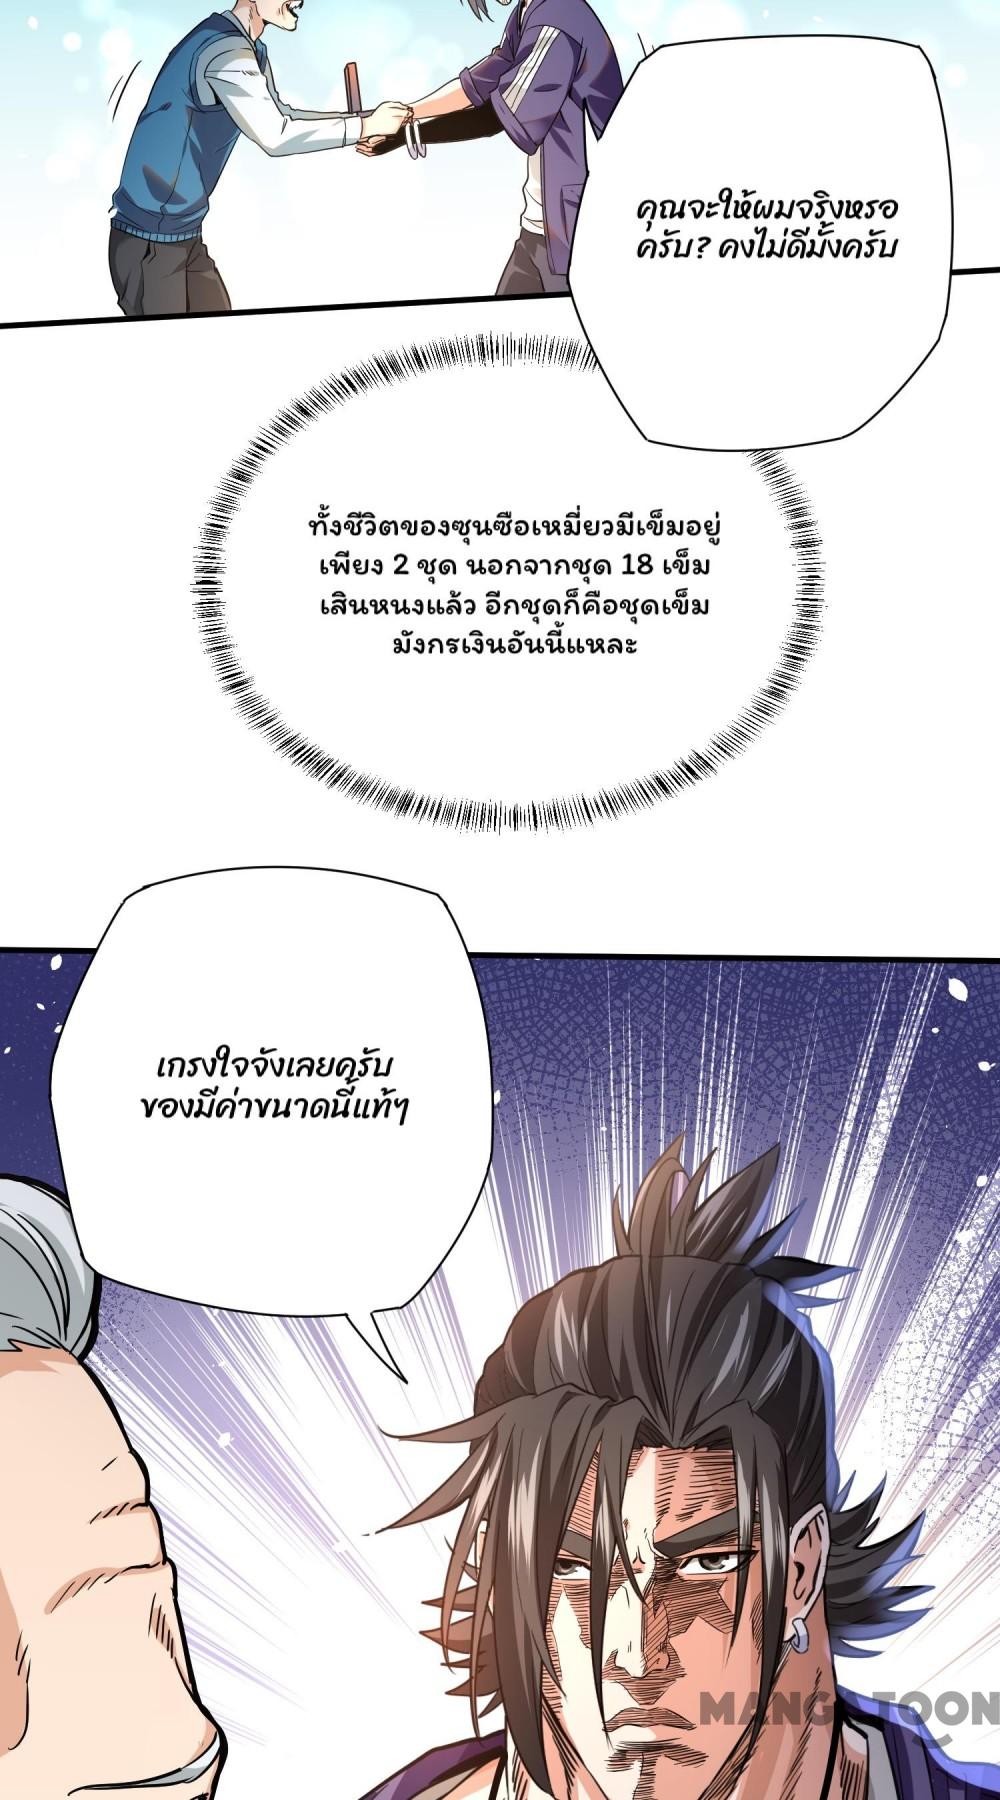 คุณจะให้ผมจริงหรอ
ครับ? คงไม่ดีมั้งครับ
ทั้งชีวิตของซุนซือเหมี่ยวมีเข็มอยู่
เพียง 2 ชุด นอกจากชุด 18 เข็ม
เสินหนงแล้ว อีกชุดก็คือชุดเข็ม
มังกรเงินอันนี้แหละ
เกรงใจจังเลยครับ
ของมีค่าขนาดนี้แท้ๆ
MANGATOON